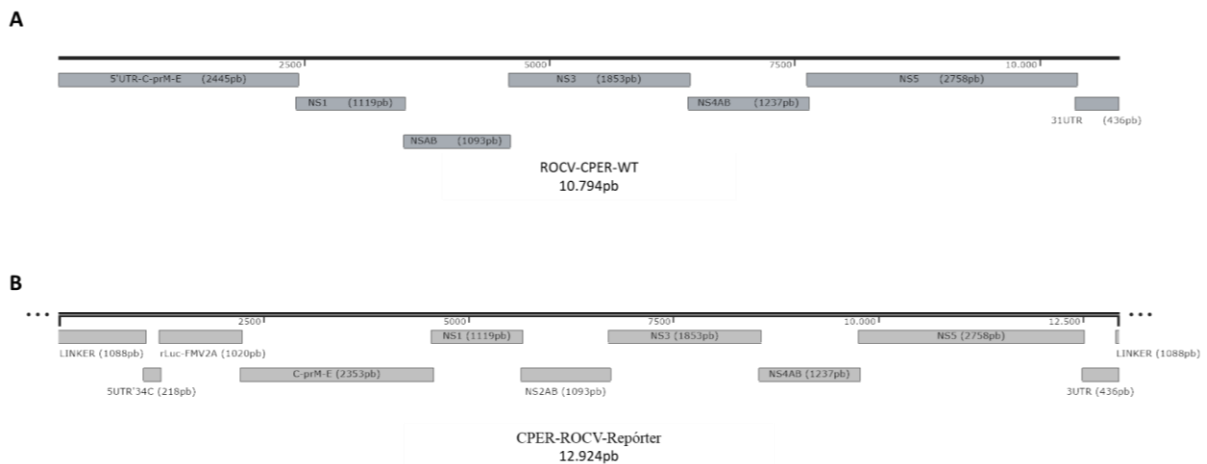 A
2500 5000 7500 10.000
5'UTR-C-prM-E (2445pb) NS3 (1853pb) NS5 (2758pb)
NS1 (1119pb) NS4AB (1237pb)
31UTR (436pb)
NSAB (1093pb)
ROCV-CPER-WT
10.794pb
B
••• •••
2500 5000 7500 10.000 12.500
NS1 (1119pb) NS3 (1853pb) NS5 (2758pb)
LINKER (1088pb) rLuc-FMV2A (1020pb) LINKER (1088pb)
C-prM-E (2353pb) NS4AB (1237pb)
5UTR'34C (218pb) NS2AB (1093pb) 3UTR (436pb)
CPER-ROCV-Repórter
12.924pb